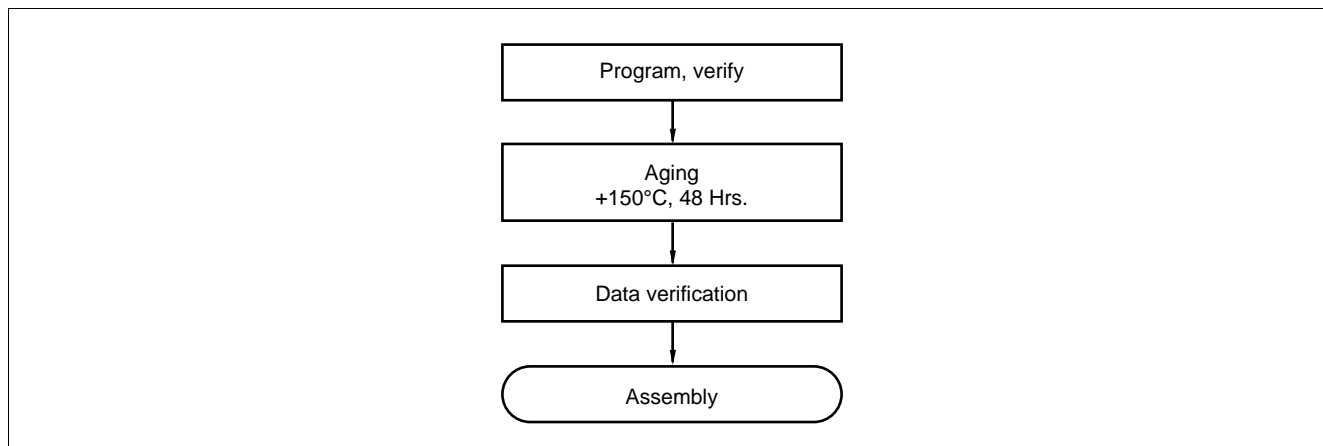 Program, verify
Aging
+150°C, 48 Hrs.
Data verification
Assembly